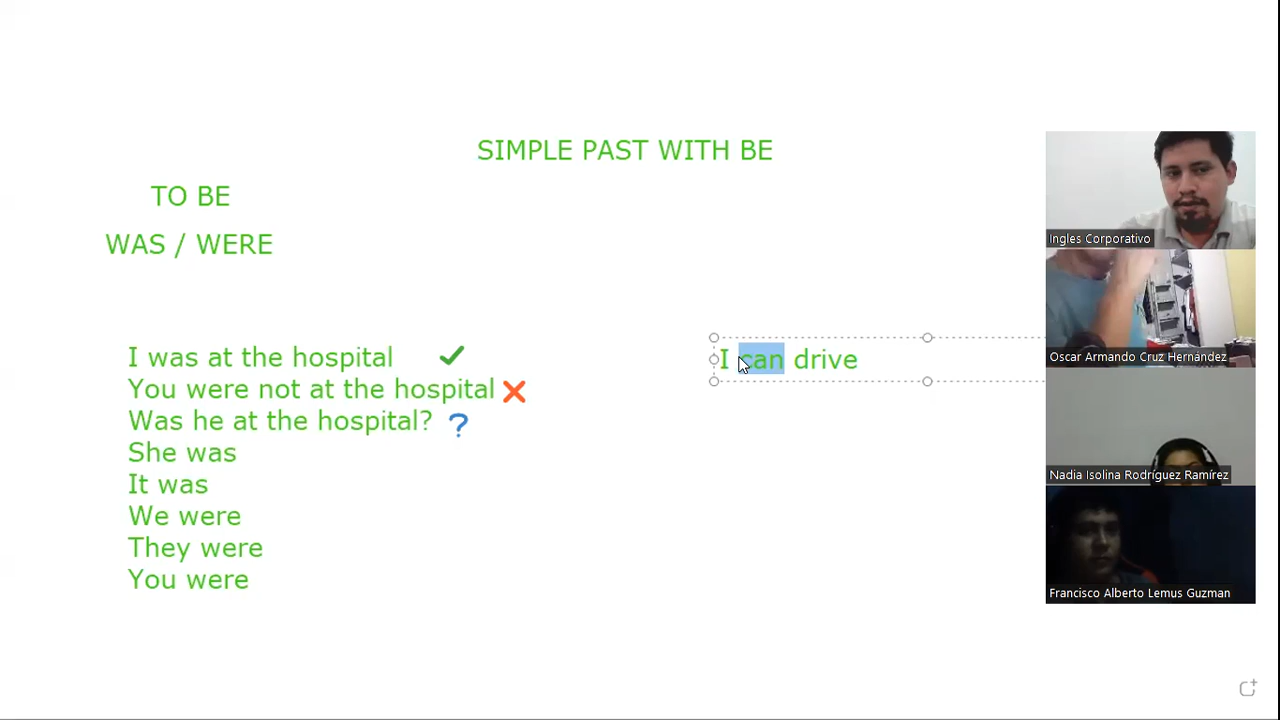 SIMPLE PAST WITH BE
TO BE
WAS / WERE
I was at the hospital
You were not at the hospital
Was he at the hospital?
She was
It was
We were
They were
You were
I can drive
Ingles Corporativo
Oscar Armando Cruz Hernandez
Nadia Isolina Rodríguez Ramírez
Francisco Alberto Lemus Guzman